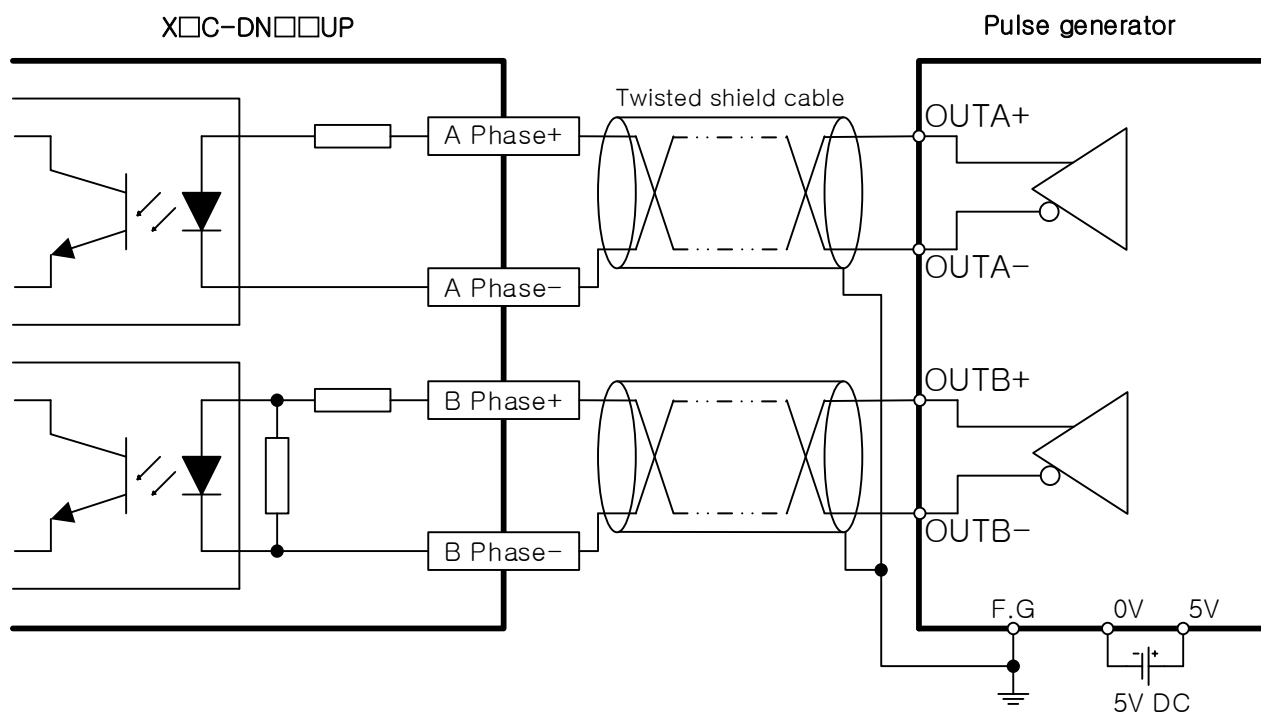 X□C-DN□□UP
Pulse generator
Twisted shield cable
OUTA+
A Phase+
OUTA-
A Phase-
OUTB+
B Phase+
OUTB-
B Phase-
F.G
0V
5V
- +
5V DC